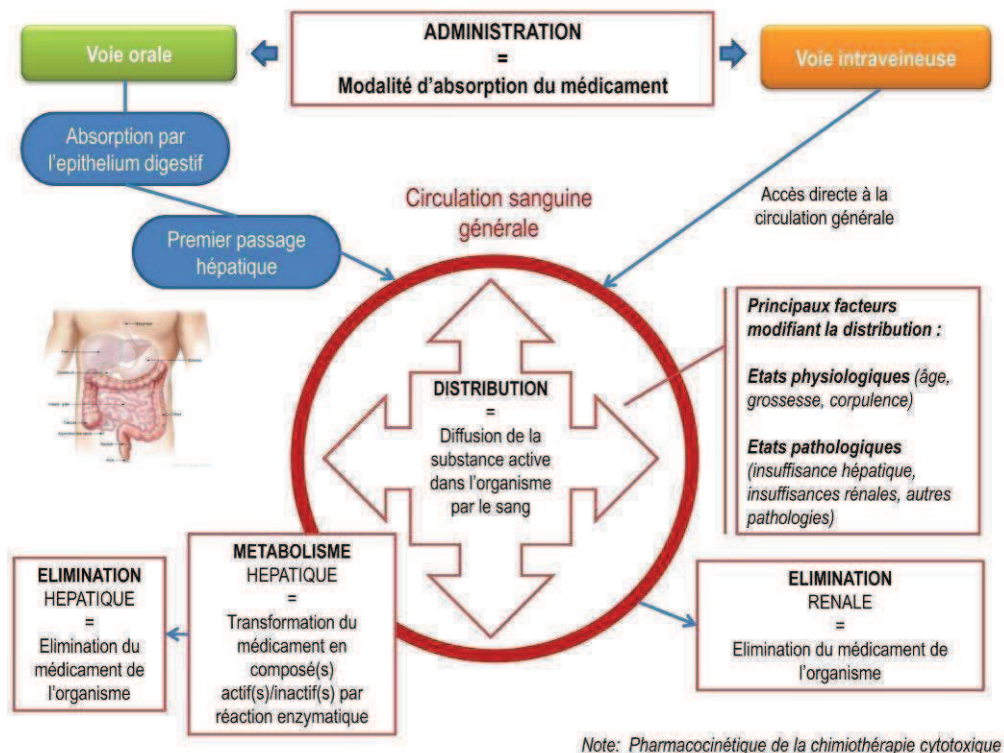 ADMINISTRATION
=
Modalité d'absorption du médicament
Voie orale
Voie intraveineuse
Absorption par
l'epithelium digestif
Premier passage
hépatique
Accès directe à la
circulation générale
Circulation sanguine
générale
DISTRIBUTION
=
Diffusion de la
substance active
dans l'organisme
par le sang
Principaux facteurs
modifiant la distribution :
Etats physiologiques (âge,
grossesse, corpulence)
Etats pathologiques
(insuffisance hépatique,
insuffisances rénales, autres
pathologies)
METABOLISME
HEPATIQUE
=
Transformation du
médicament en
composé(s)
actif(s)/inactif(s) par
réaction enzymatique
ELIMINATION
HEPATIQUE
=
Elimination du
médicament de
l'organisme
ELIMINATION
RENALE
=
Elimination du médicament de
l'organisme
Note: Pharmacocinétique de la chimiothérapie cytotoxique